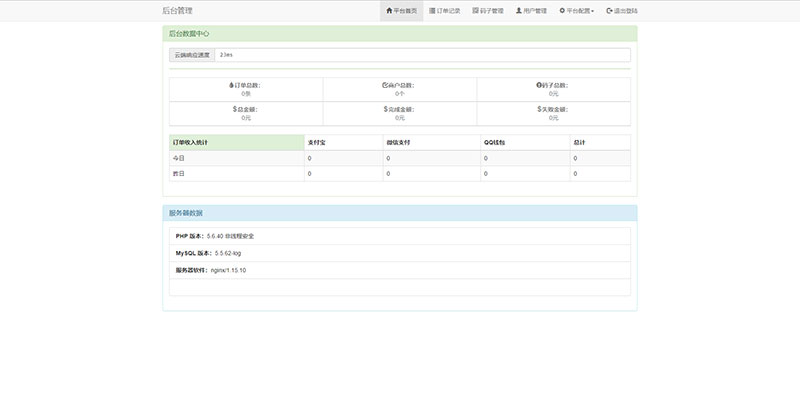 后台管理 平台首页 订单记录 码子管理 用户管理 平台配置 退出登陆
后台数据中心
云端响应速度 23ms
订单总数: 商户总数: 码子总数:
0条 0个 0元
$总金额: $完成金额: $失败金额:
0元 0元 0元
订单收入统计 支付宝 微信支付 QQ钱包 总计
今日 0 0 0 0
昨日 0 0 0 0
服务器数据
PHP 版本：5.6.40 非线程安全
MySQL 版本：5.5.62-log
服务器软件：nginx/1.15.10